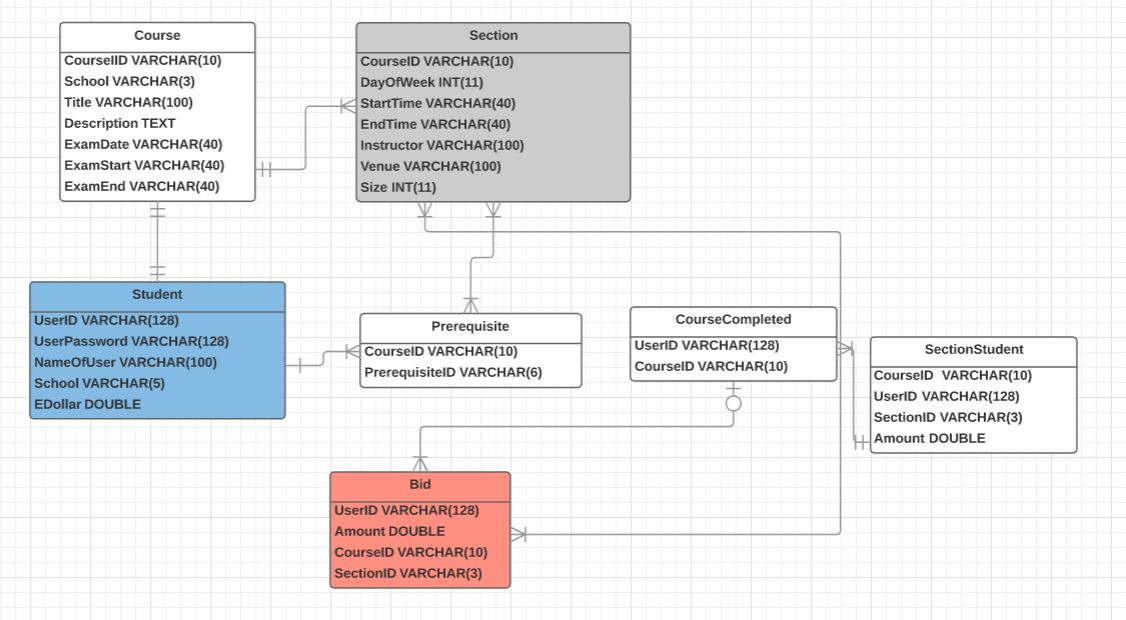 Course
CourseIID VARCHAR(10)
School VARCHAR(3)
Title VARCHAR(100)
Description TEXT
ExamDate VARCHAR(40)
ExamStart VARCHAR(40)
ExamEnd VARCHAR(40)
Section
CourseID VARCHAR(10)
DayOfWeek INT(11)
StartTime VARCHAR(40)
EndTime VARCHAR(40)
Instructor VARCHAR(100)
Venue VARCHAR(100)
Size INT(11)
Student
UserID VARCHAR(128)
UserPassword VARCHAR(128)
NameOfUser VARCHAR(100)
School VARCHAR(5)
EDollar DOUBLE
Prerequisite
CourseID VARCHAR(10)
PrerequisiteID VARCHAR(6)
CourseCompleted
UserID VARCHAR(128)
CourseID VARCHAR(10)
SectionStudent
CourseID  VARCHAR(10)
UserID VARCHAR(128)
SectionID VARCHAR(3)
Amount DOUBLE
Bid
UserID VARCHAR(128)
Amount DOUBLE
CourseID VARCHAR(10)
SectionID VARCHAR(3)